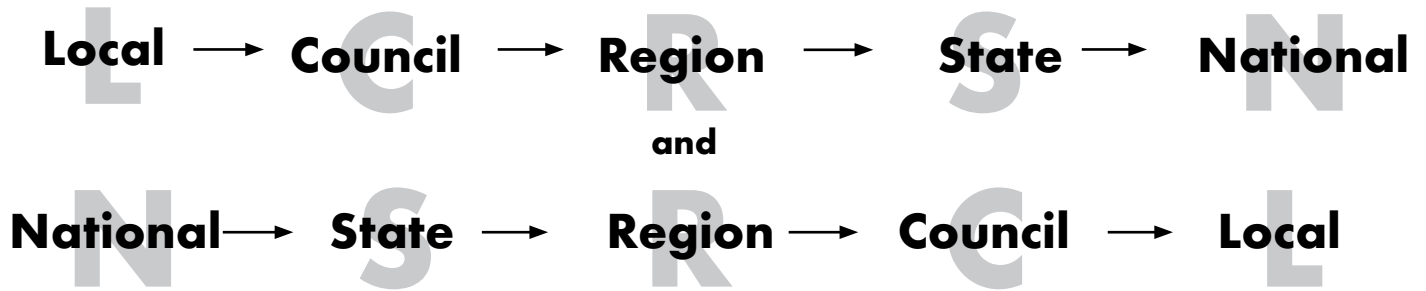 Local → Council → Region → State → National
and
National → State → Region → Council → Local